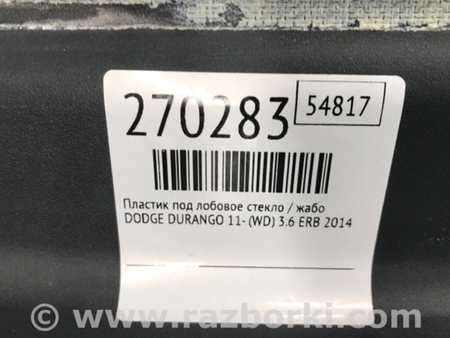 270283 54817
Пластик под лобовое стекло / жабо
DODGE DURANGO 11- (WD) 3.6 ERB 2014
© www.razborki.com